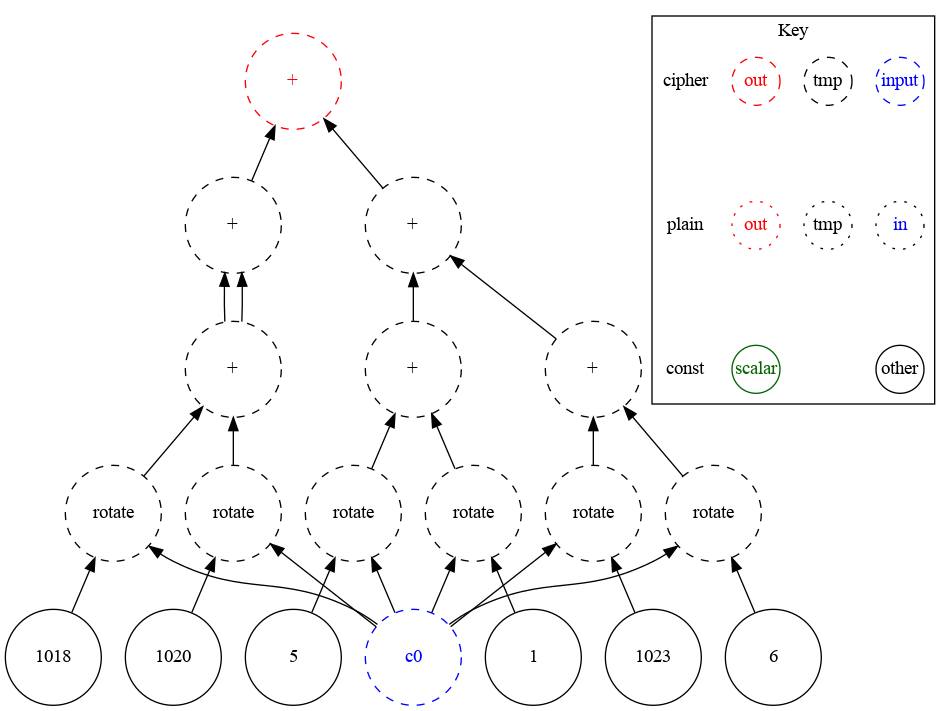 Key
cipher out tmp input
plain out tmp in
const scalar other
+
+ +
+ + +
rotate rotate rotate rotate rotate rotate
1018 1020 5 c0 1 1023 6